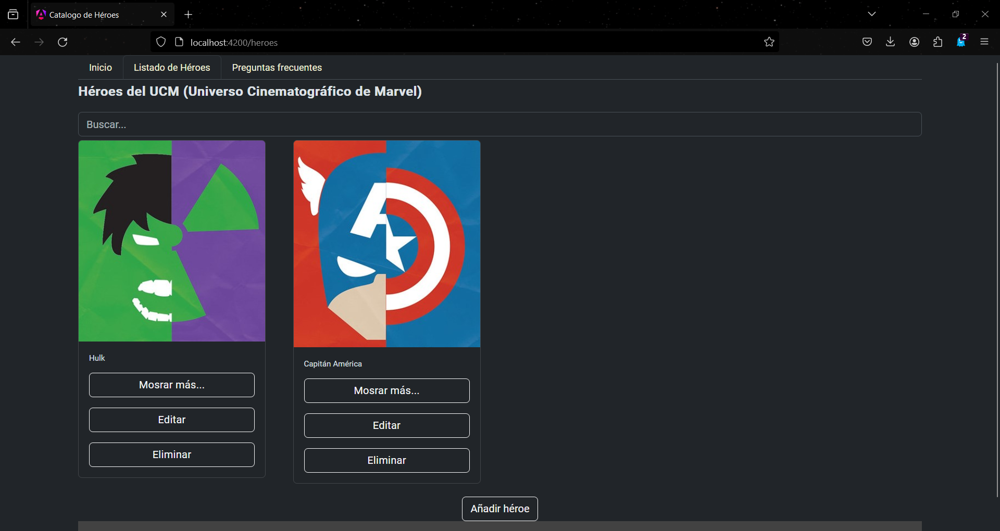 Catalogo de Héroes
2
localhost:4200/heroes
Inicio
Listado de Héroes
Preguntas frecuentes
Héroes del UCM (Universo Cinematográfico de Marvel)
Buscar...
A
Hulk
Mosrar más...
Editar
Eliminar
Capitán América
Mosrar más...
Editar
Eliminar
Añadir héroe